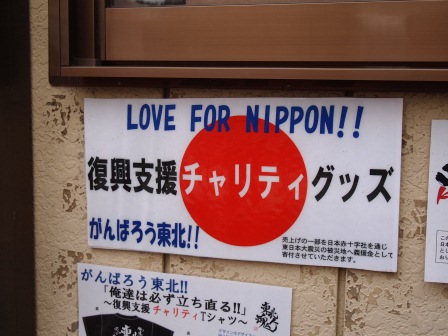 LOVE FOR NIPPON!!
復興支援チャリティグッズ
がんばろう東北!!
売上げの一部を日本赤十字社を通じ
東日本大震災の被災地へ義援金として
寄付させていただきます。
がんばろう東北!!
「俺達は必ず立ち直る!!」
〜復興支援 チャリティTシャツ〜